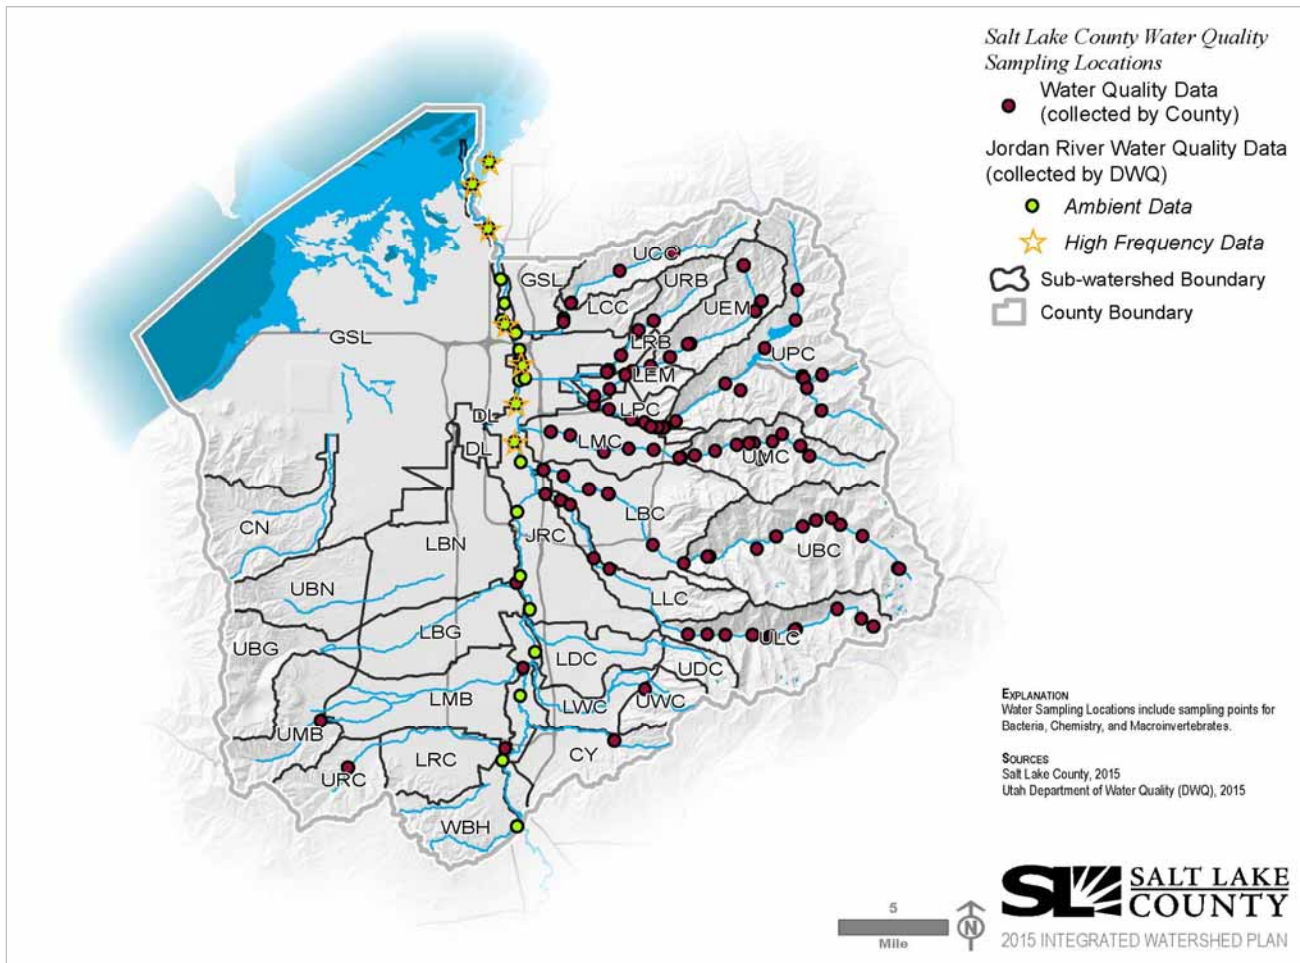 Salt Lake County Water Quality
Sampling Locations
Water Quality Data
(collected by County)
Jordan River Water Quality Data
(collected by DWQ)
Ambient Data
High Frequency Data
Sub-watershed Boundary
County Boundary
UCC
GSL
URB
LCC
UEM
GSL
LRB
UPC
LEM
LPC
DL
LMC
DL
UMC
LBC
CN
JRC
LBN
UBC
UBN
LLC
LBG
UBG
ULC
LDC
UDC
LMB
LWC
UWC
UMB
LRC
CY
URC
WBH
EXPLANATION
Water Sampling Locations include sampling points for
Bacteria, Chemistry, and Macroinvertebrates.
SOURCES
Salt Lake County, 2015
Utah Department of Water Quality (DWQ), 2015
5
Mile
N
SL
SALT LAKE
COUNTY
2015 INTEGRATED WATERSHED PLAN